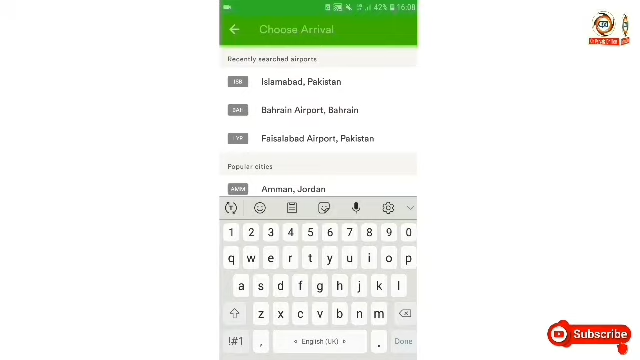 42% 16:08
Choose Arrival
Recently searched airports
ISB Islamabad, Pakistan
BAH Bahrain Airport, Bahrain
LYP Faisalabad Airport, Pakistan
Popular cities
AMM Amman, Jordan
1 2 3 4 5 6 7 8 9 0
q w e r t y u i o p
a s d f g h j k l
z x c v b n m
!#1 , English (UK) . Done
Subscribe